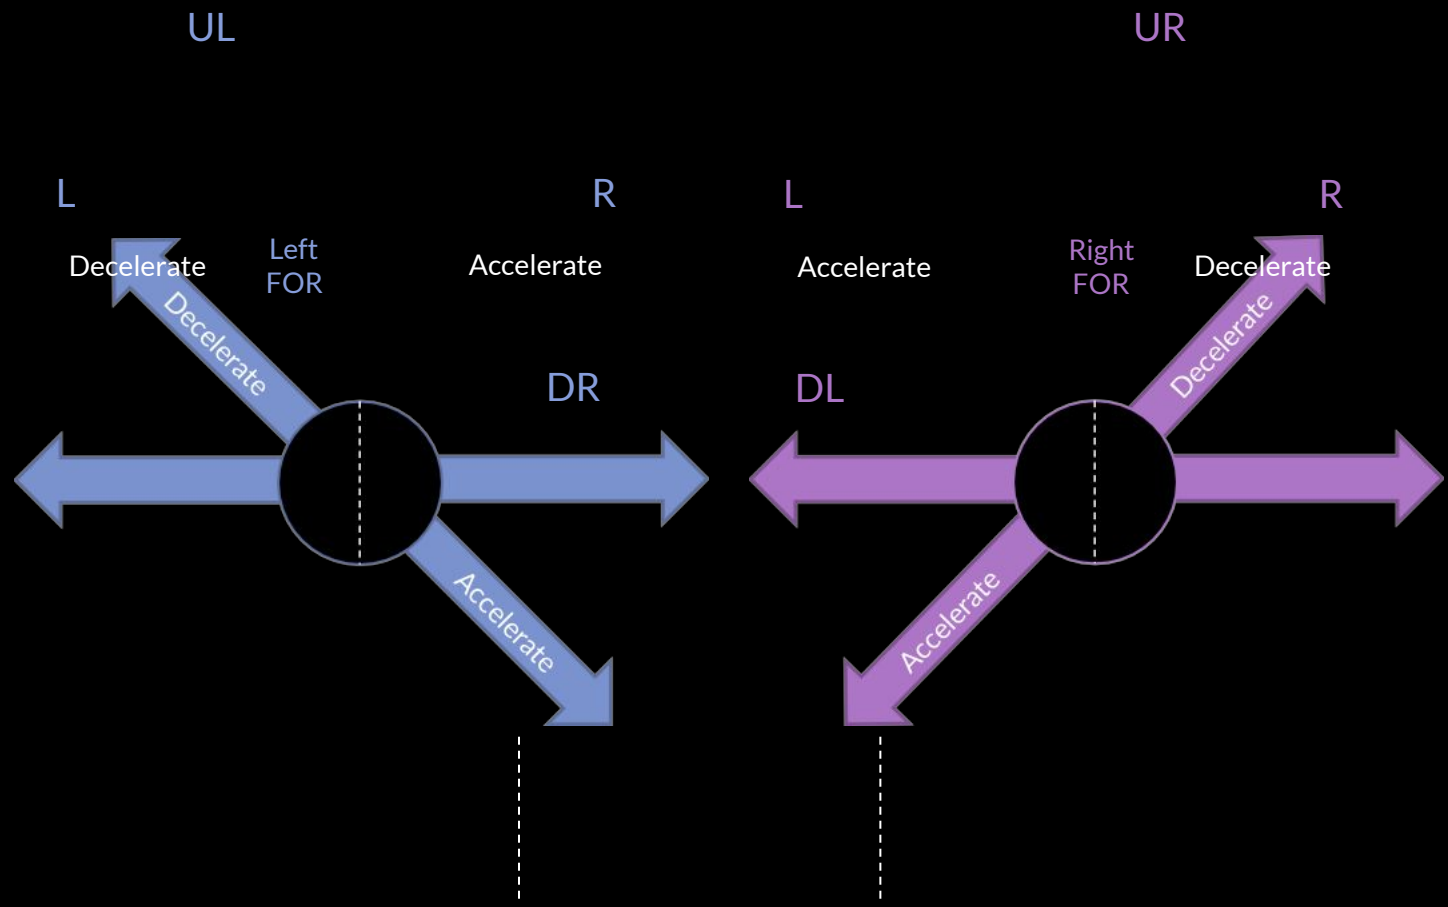 UL
UR
L
R
L
R
Decelerate
Left
FOR
Accelerate
Accelerate
Right
FOR
Decelerate
Decelerate
Decelerate
DR
DL
Accelerate
Accelerate